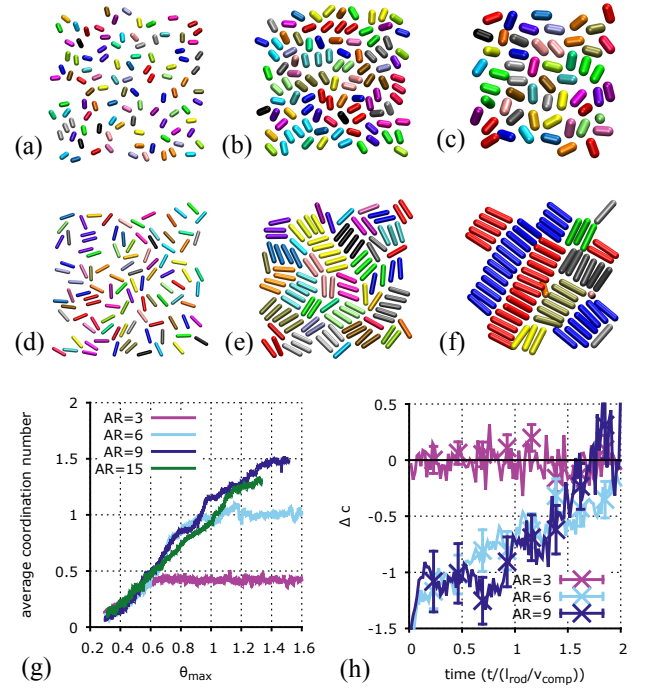 (a)
(b)
(c)
(d)
(e)
(f)
2
1.5
1
0.5
0
0.2 0.4 0.6 0.8 1 1.2 1.4 1.6
average coordination number
θmax
AR=3
AR=6
AR=9
AR=15
(g)
0.5
0
-0.5
-1
-1.5
0 0.5 1 1.5 2
Δ c
time (t/(lrod/vcomp))
AR=3
AR=6
AR=9
(h)